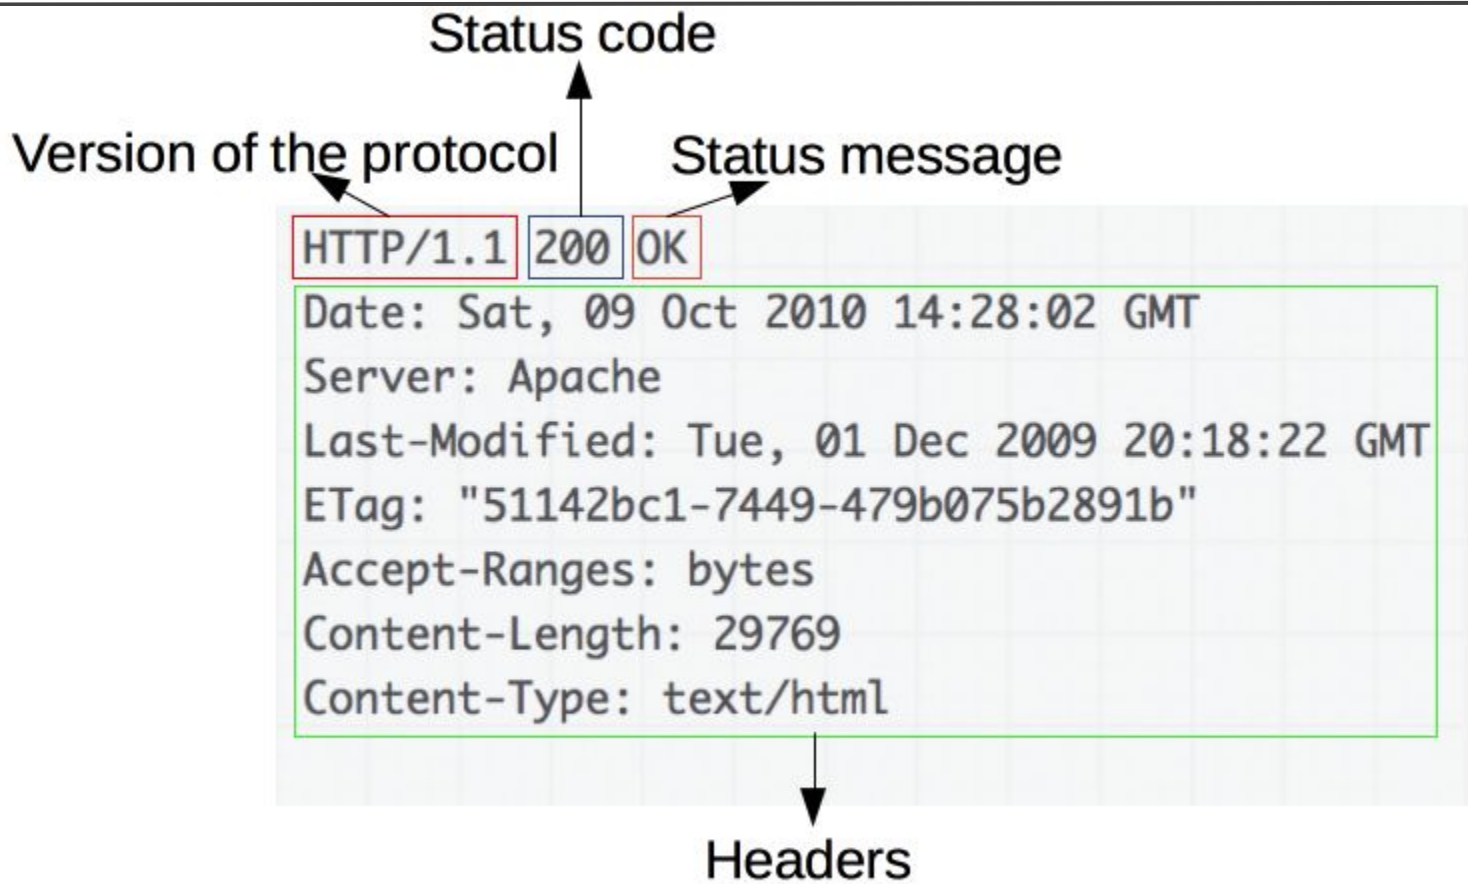 Status code
Version of the protocol
Status message
HTTP/1.1 200 OK
Date: Sat, 09 Oct 2010 14:28:02 GMT
Server: Apache
Last-Modified: Tue, 01 Dec 2009 20:18:22 GMT
ETag: "51142bc1-7449-479b075b2891b"
Accept-Ranges: bytes
Content-Length: 29769
Content-Type: text/html
Headers